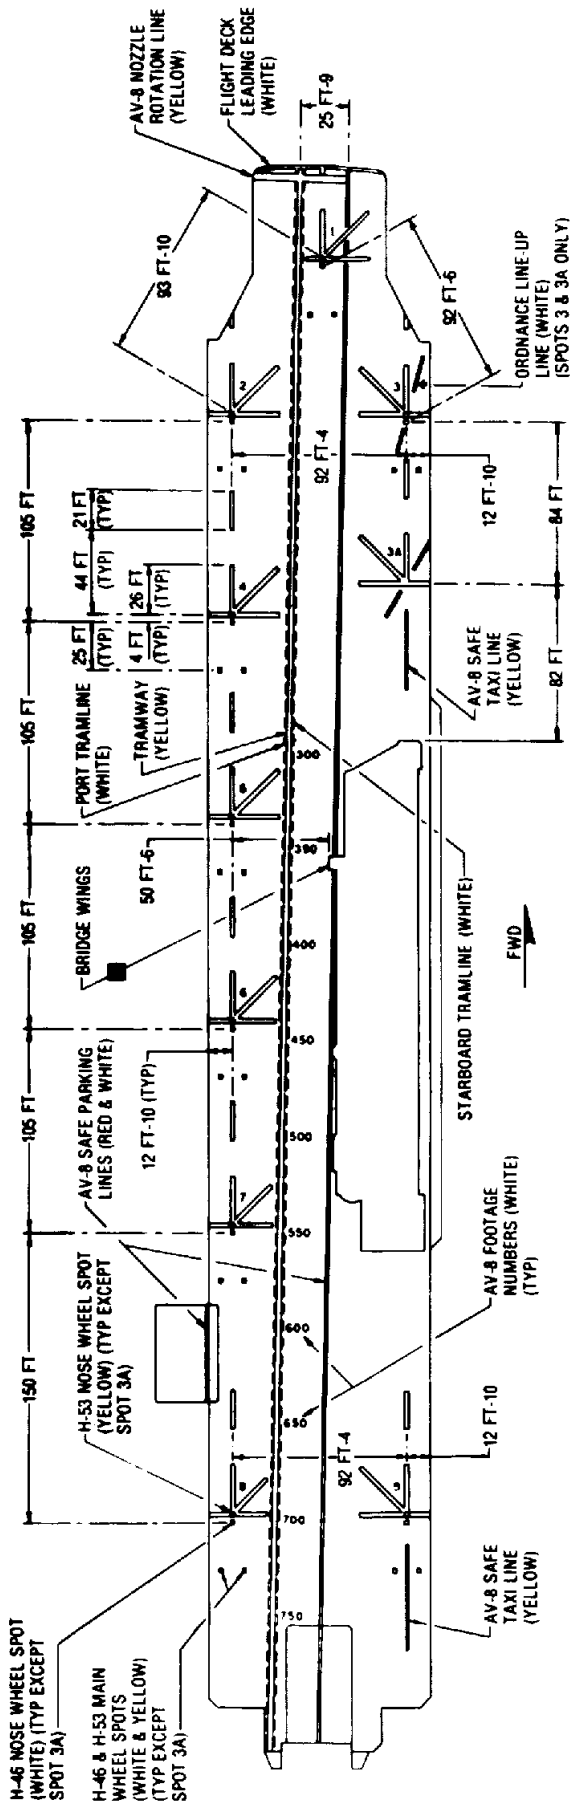 AV-8 NOZZLE
ROTATION LINE
(YELLOW)
FLIGHT DECK
LEADING EDGE
(WHITE)
25 FT-9
93 FT-10
92 FT-6
ORDNANCE LINE-UP
LINE (WHITE)
(SPOTS 3 & 3A ONLY)
1
2
3
105 FT
21 FT
(TYP)
44 FT
(TYP)
26 FT
(TYP)
25 FT
(TYP)
4 FT
(TYP)
92 FT-4
12 FT-10
84 FT
3A
4
105 FT
TRAMWAY
(YELLOW)
PORT TRAMLINE
(WHITE)
AV-8 SAFE
TAXI LINE
(YELLOW)
82 FT
300
5
50 FT-6
390
105 FT
BRIDGE WINGS
400
6
450
STARBOARD TRAMLINE (WHITE)
FWD
105 FT
12 FT-10 (TYP)
AV-8 SAFE PARKING
LINES (RED & WHITE)
500
7
550
AV-8 FOOTAGE
NUMBERS (WHITE)
(TYP)
150 FT
H-53 NOSE WHEEL SPOT
(YELLOW) (TYP EXCEPT
SPOT 3A)
600
650
92 FT-4
12 FT-10
8
9
700
750
AV-8 SAFE
TAXI LINE
(YELLOW)
H-46 NOSE WHEEL SPOT
(WHITE) (TYP EXCEPT
SPOT 3A)
H-46 & H-53 MAIN
WHEEL SPOTS
(WHITE & YELLOW)
(TYP EXCEPT
SPOT 3A)